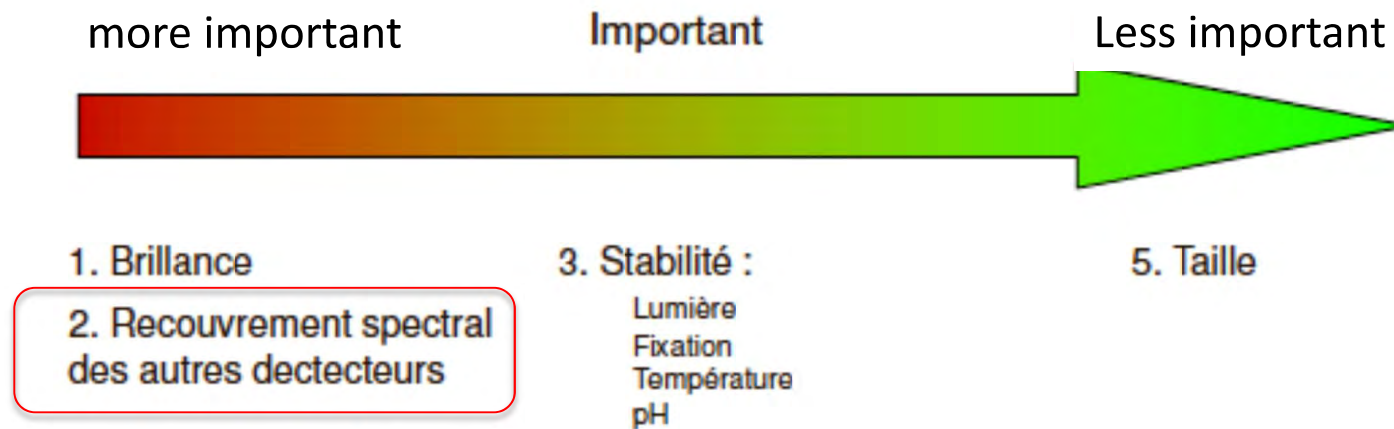 more important
Important
Less important
1. Brillance
2. Recouvrement spectral
des autres dectecteurs
3. Stabilité :
Lumière
Fixation
Température
pH
5. Taille